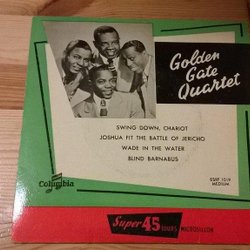 Golden
Gate
Quartet
SWING DOWN, CHARIOT
JOSHUA FIT THE BATTLE OF JERICHO
WADE IN THE WATER
BLIND BARNABUS
Columbia
MEDIUM
Super 45 TOURS MICROSILLON